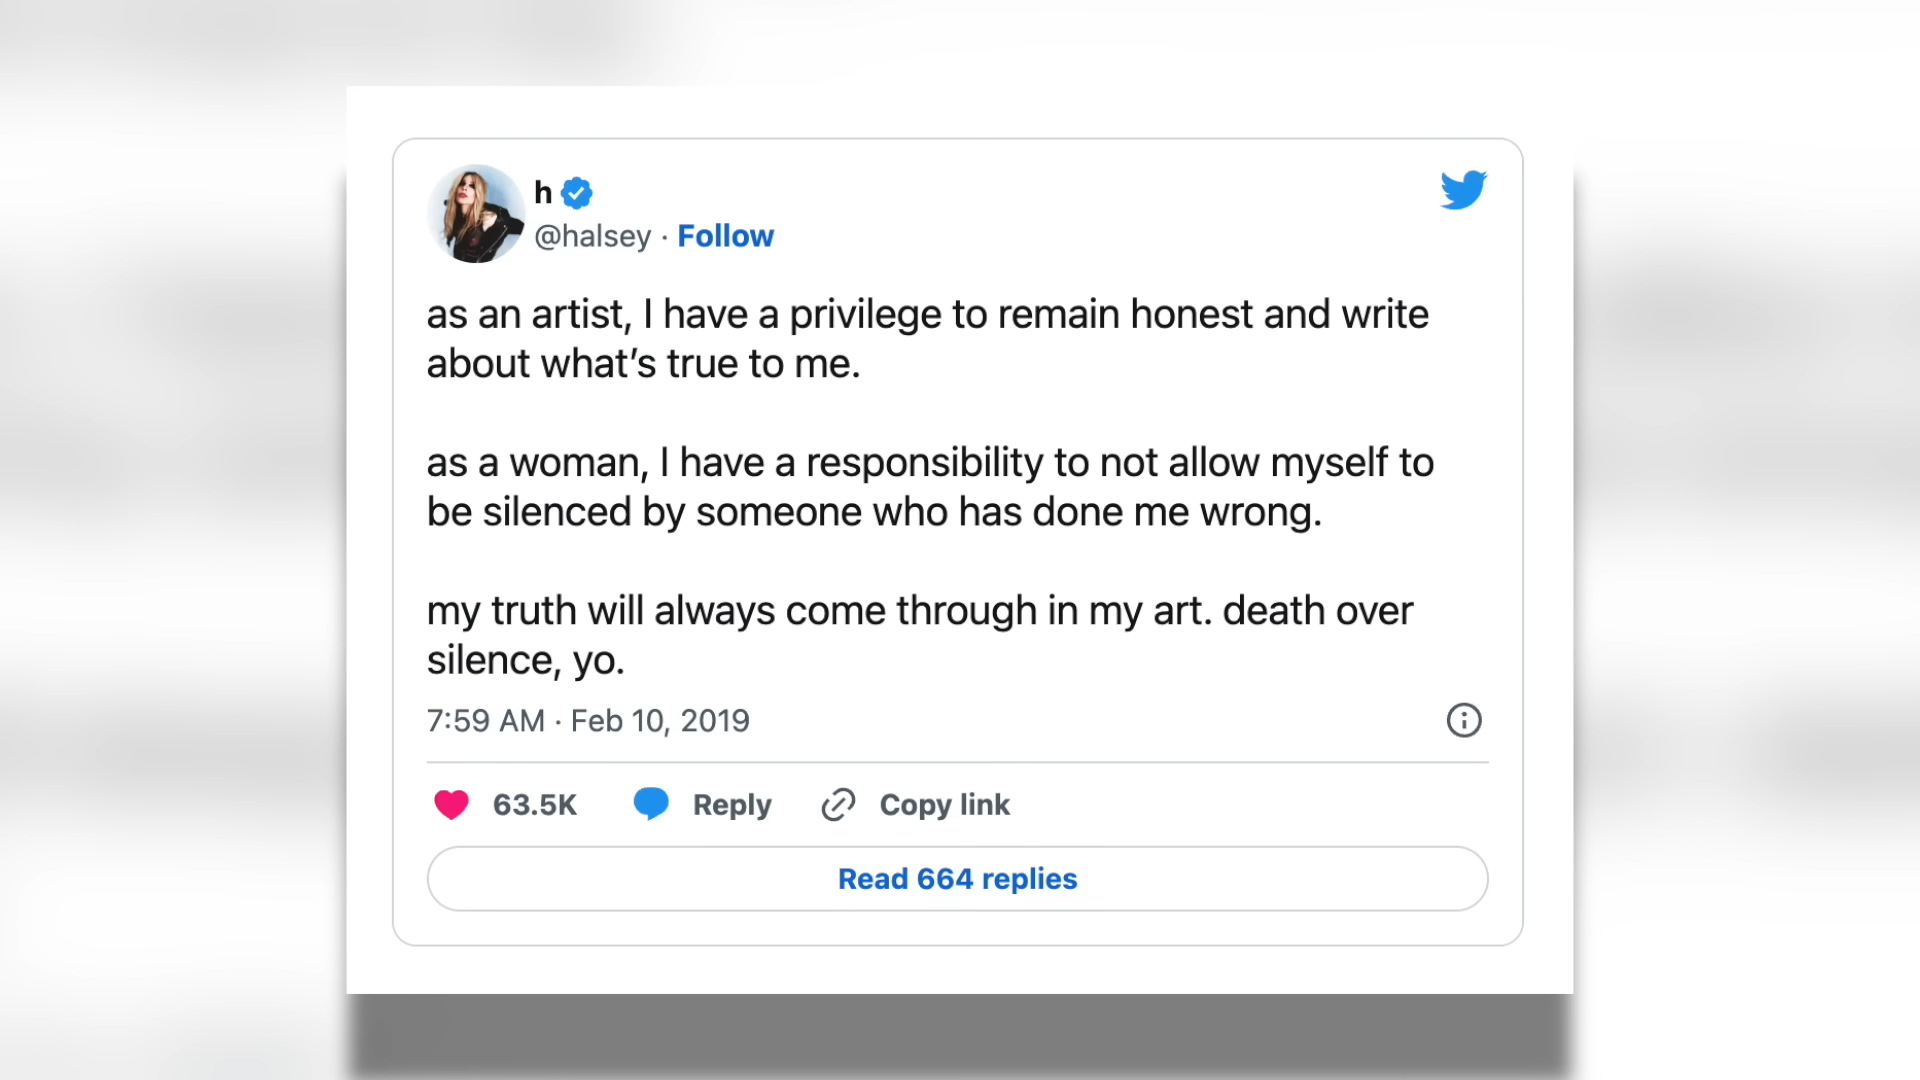 h
@halsey · Follow
as an artist, I have a privilege to remain honest and write
about what’s true to me.
as a woman, I have a responsibility to not allow myself to
be silenced by someone who has done me wrong.
my truth will always come through in my art. death over
silence, yo.
7:59 AM · Feb 10, 2019
63.5K Reply Copy link
Read 664 replies